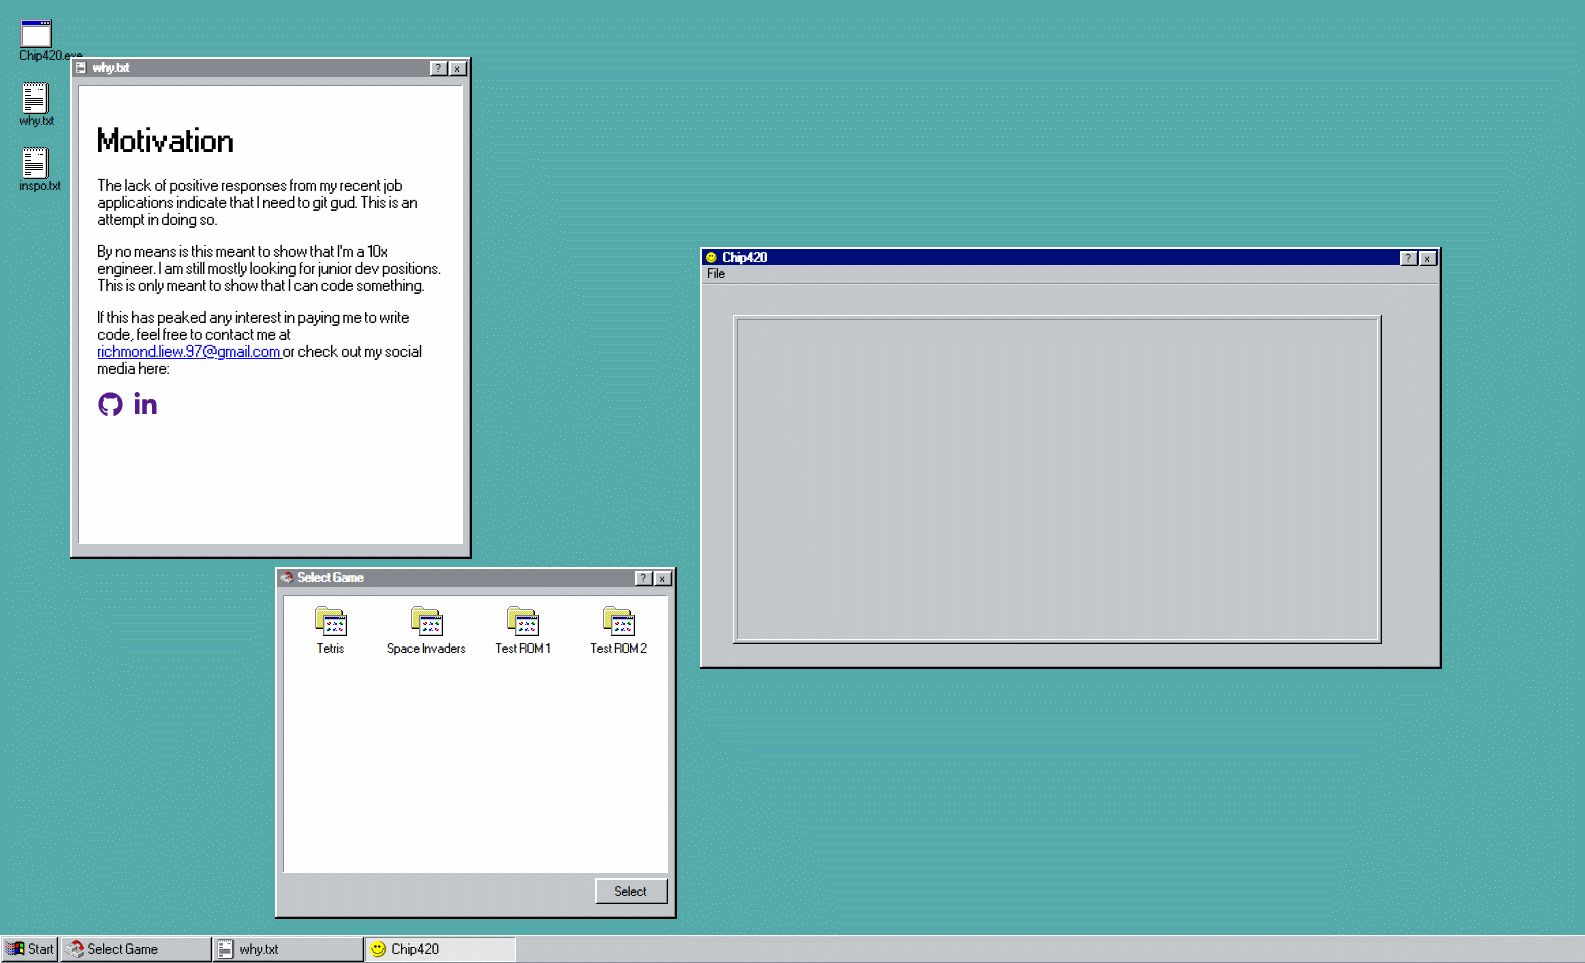 Chip420.exe
why.txt
inspo.txt
why.txt
Motivation
The lack of positive responses from my recent job
applications indicate that I need to git gud. This is an
attempt in doing so.
By no means is this meant to show that I'm a 10x
engineer. I am still mostly looking for junior dev positions.
This is only meant to show that I can code something.
If this has peaked any interest in paying me to write
code, feel free to contact me at
richmond.liew.97@gmail.com or check out my social
media here:
in
Chip420
File
Select Game
Tetris
Space Invaders
Test ROM 1
Test ROM 2
Select
Start
Select Game
why.txt
Chip420